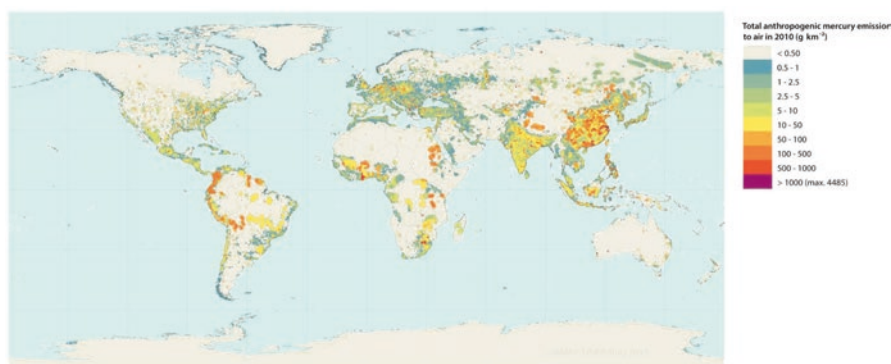 Total anthropogenic mercury emission
to air in 2010 (g km⁻²)
< 0.50
0.5 - 1
1 - 2.5
2.5 - 5
5 - 10
10 - 50
50 - 100
100 - 500
500 - 1000
> 1000 (max. 4485)